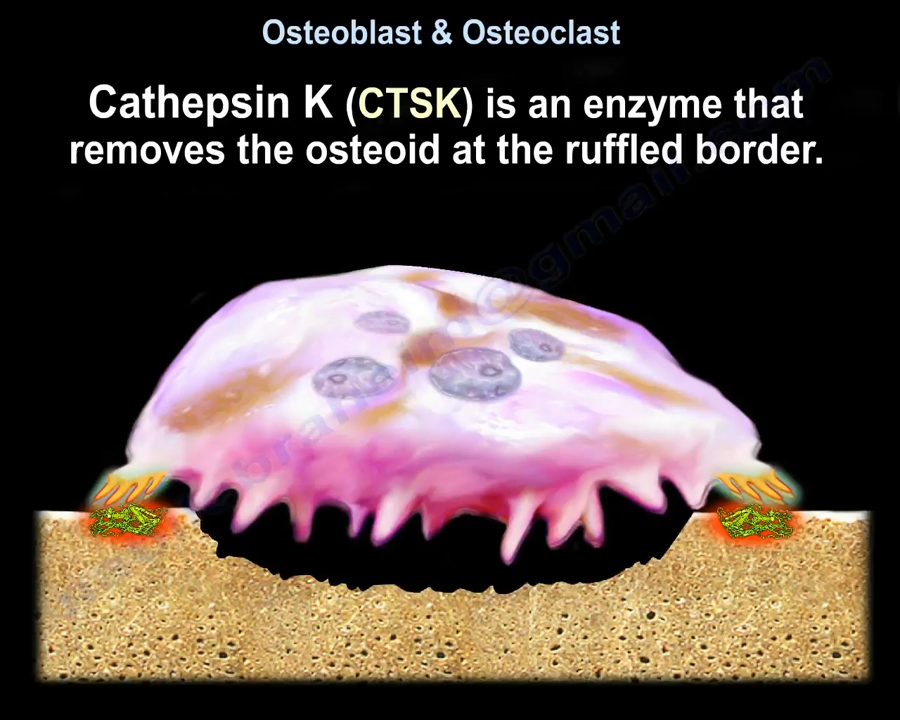 Osteoblast & Osteoclast
Cathepsin K (CTSK) is an enzyme that
removes the osteoid at the ruffled border.